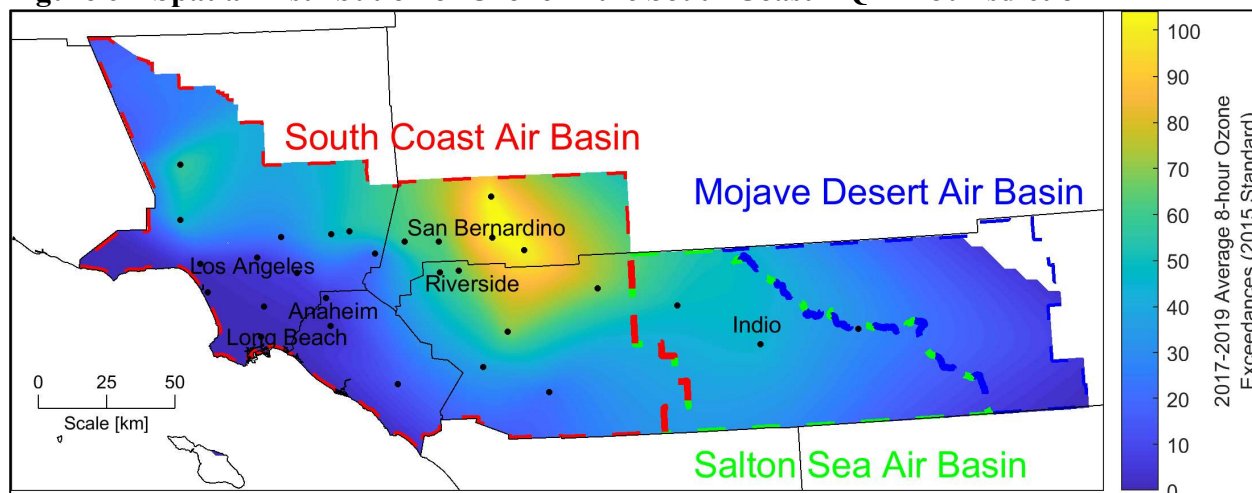 South Coast Air Basin
Mojave Desert Air Basin
San Bernardino
Los Angeles
Riverside
Anaheim
Indio
Long Beach
0 25 50
Scale [km]
Salton Sea Air Basin
100
90
80
70
60
50
40
30
20
10
0
2017-2019 Average 8-hour Ozone
Exceedances (2015 Standard)